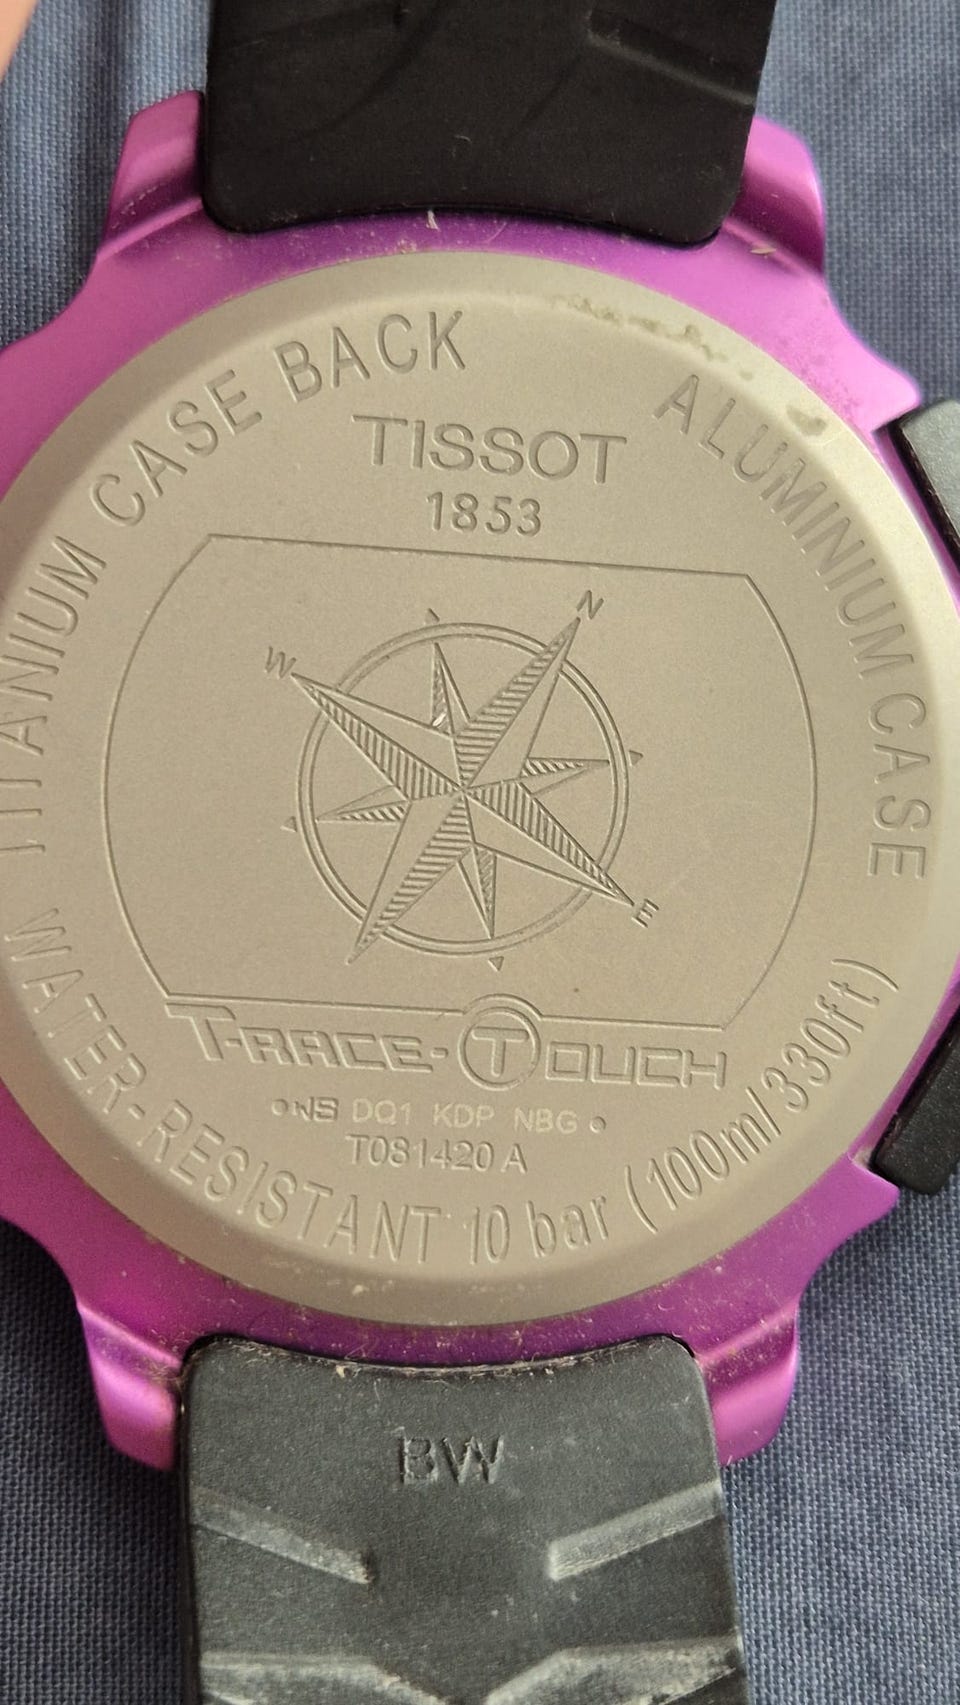 TITANIUM CASE BACK
ALUMINIUM CASE
TISSOT
1853
N
W
E
T-RACE-TOUCH
DQ1 KDP NBG
T081420 A
WATER-RESISTANT 10 bar (100m/330ft)
BW